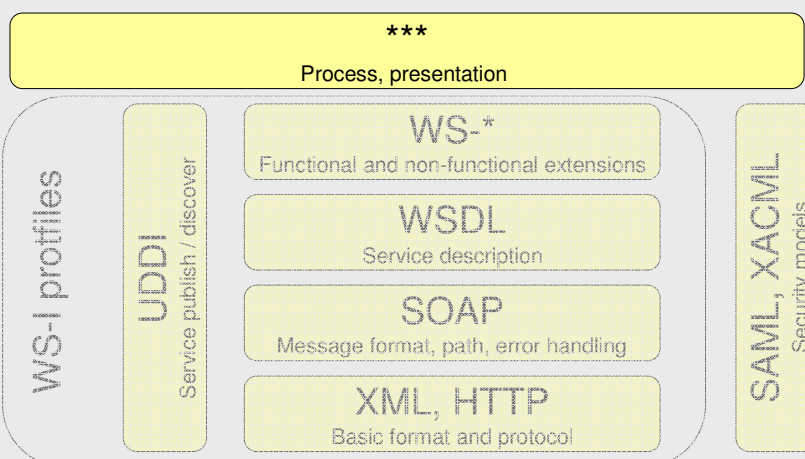 ***
Process, presentation
WS-I protfiles
UDDI
Service publish / discover
WS-*
Functional and non-functional extensions
WSDL
Service description
SOAP
Message format, path, error handling
XML, HTTP
Basic format and protocol
SAML, XACML
Security models